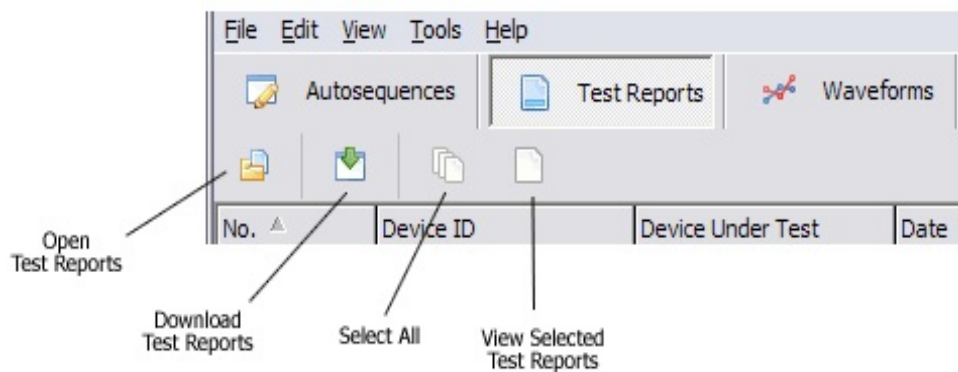 File Edit View Tools Help
Autosequences Test Reports Waveforms
No. Device ID Device Under Test Date
Open
Test Reports
Download
Test Reports
Select All
View Selected
Test Reports